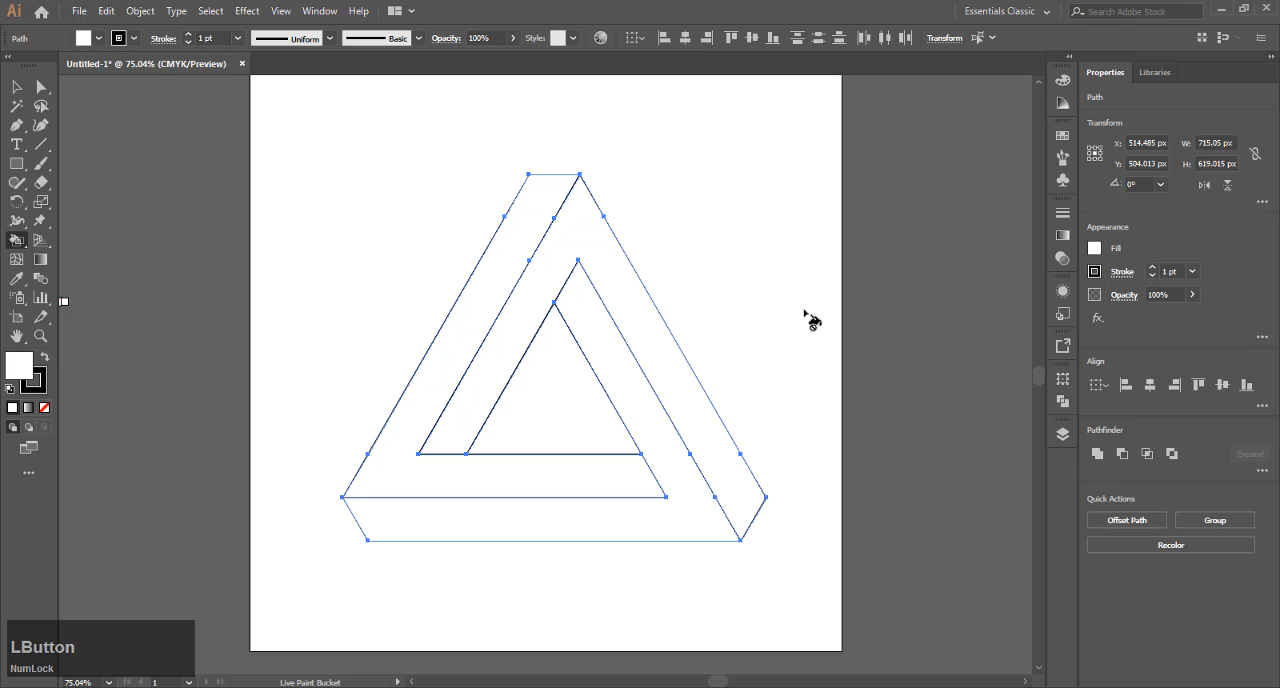 Ai File Edit Object Type Select Effect View Window Help Essentials Classic Search Adobe Stock
Path Stroke: 1 pt Uniform Basic Opacity: 100% Style: Transform
Untitled-1* @ 75.04% (CMYK/Preview) ×
Properties Libraries
Path
Transform
X: 514.485 px W: 715.05 px
Y: 504.013 px H: 619.015 px
0°
Appearance
Fill
Stroke 1 pt
Opacity 100%
fx.
Align
Pathfinder
Expand
Quick Actions
Offset Path Group
Recolor
LButton
NumLock
75.04% 1 Live Paint Bucket